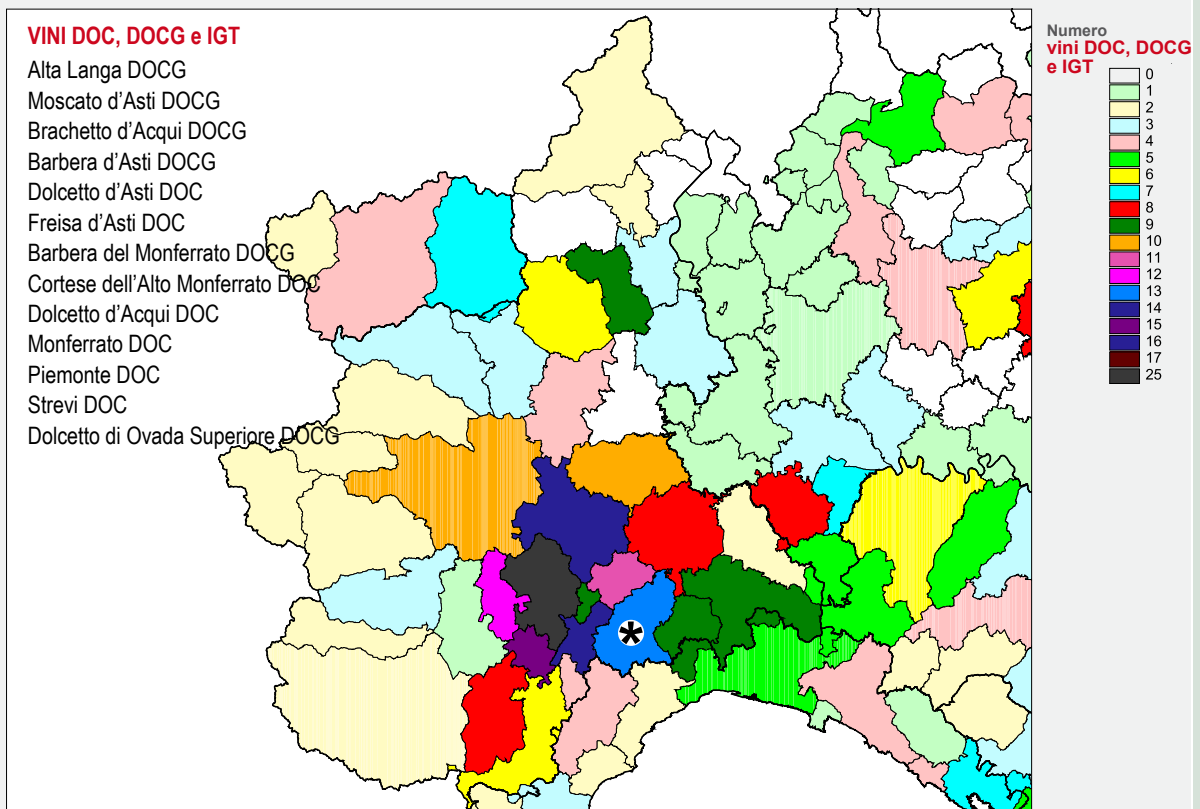 VINI DOC, DOCG e IGT
Alta Langa DOCG
Moscato d'Asti DOCG
Brachetto d'Acqui DOCG
Barbera d'Asti DOCG
Dolcetto d'Asti DOC
Freisa d'Asti DOC
Barbera del Monferrato DOCG
Cortese dell'Alto Monferrato DOC
Dolcetto d'Acqui DOC
Monferrato DOC
Piemonte DOC
Strevi DOC
Dolcetto di Ovada Superiore DOCG
*
Numero
vini DOC, DOCG
e IGT
0
1
2
3
4
5
6
7
8
9
10
11
12
13
14
15
16
17
25